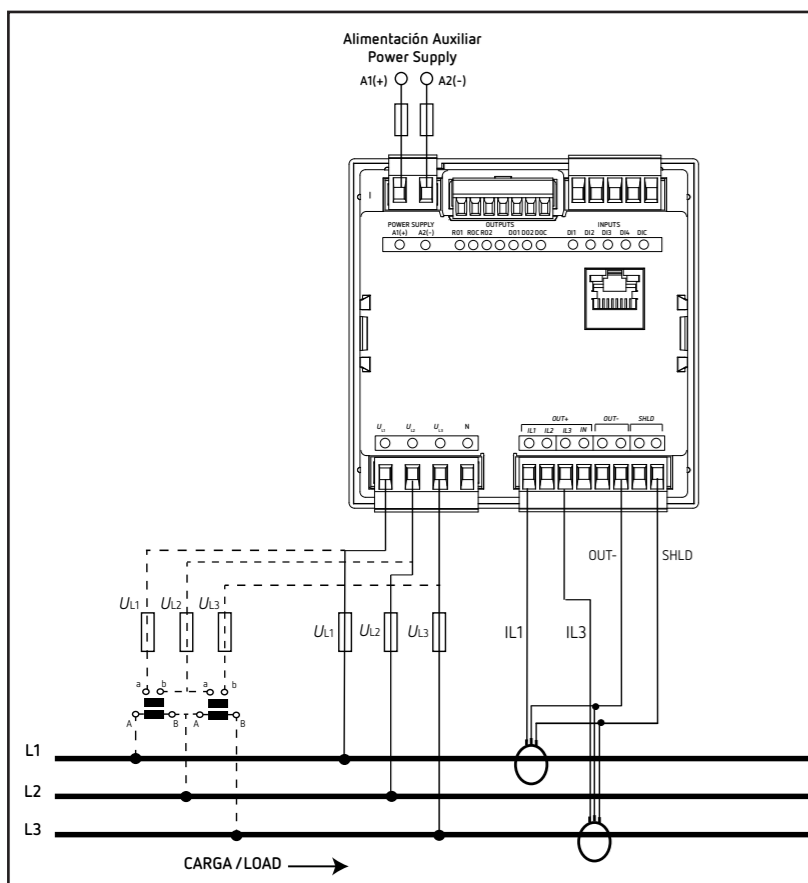 Alimentación Auxiliar
Power Supply
A1(+) A2(-)
I
POWER SUPPLY OUTPUTS INPUTS
A1(+) A2(-) RO1 ROC RO2 DO1 DO2 DOC DI1 DI2 DI3 DI4 DIC
OUT+ OUT- SHLD
UL1 UL2 UL3 N IL1 IL2 IL3 IN
OUT- SHLD
UL1 UL2 UL3 UL1 UL2 UL3 IL1 IL3
a b a b
A B A B
L1
L2
L3
CARGA / LOAD